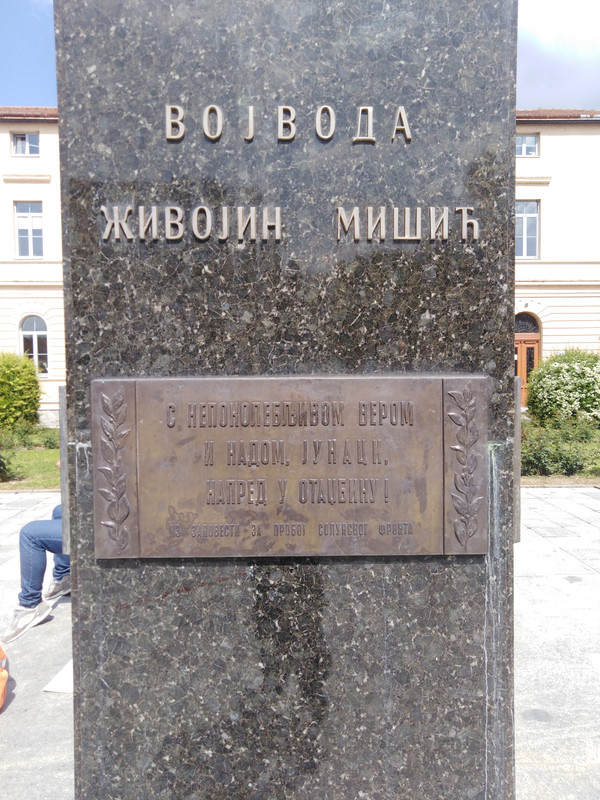 ВОЈВОДА
ЖИВОЈИН МИШИЋ
С НЕПОКОЛЕБЉИВОМ ВЕРОМ
И НАДОМ, ЈУНАЦИ,
НАПРЕД У ОТАЏБИНУ!
ИЗ ЗАПОВЕСТИ ЗА ПРОБОЈ СОЛУНСКОГ ФРОНТА